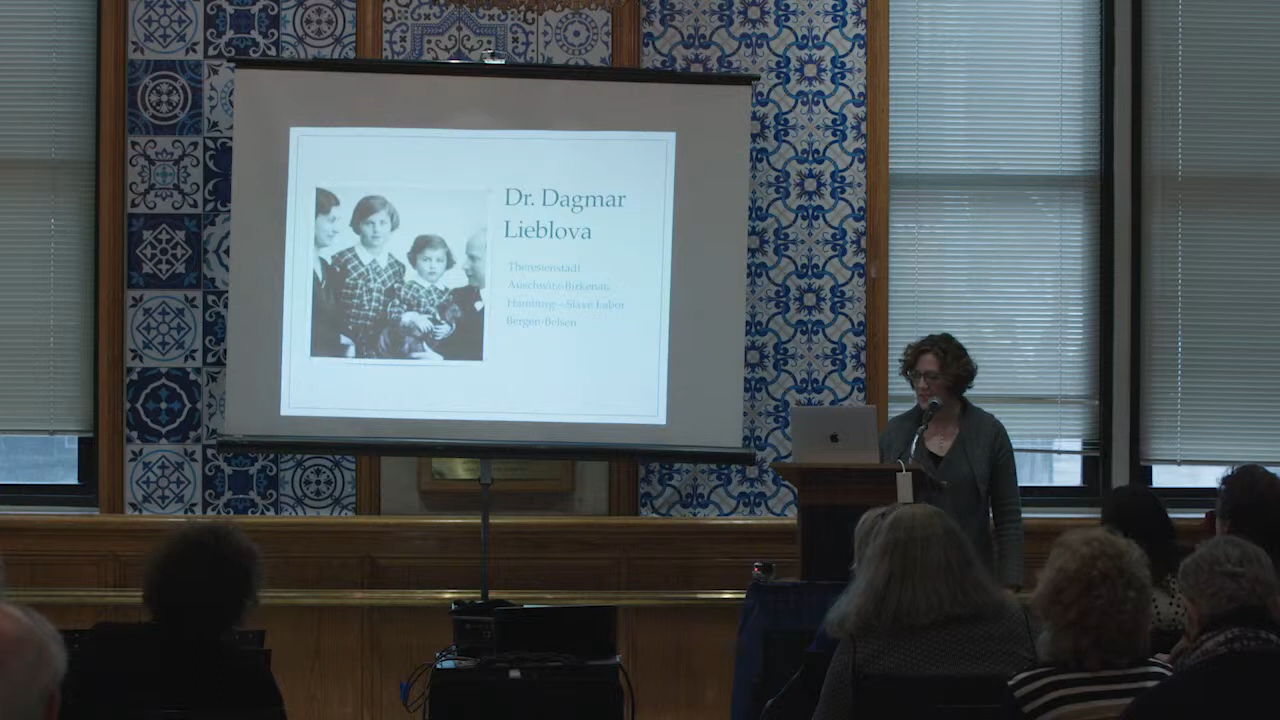 Dr. Dagmar
Lieblova
Theresienstadt
Auschwitz-Birkenau
Hamburg—Slave Labor
Bergen-Belsen